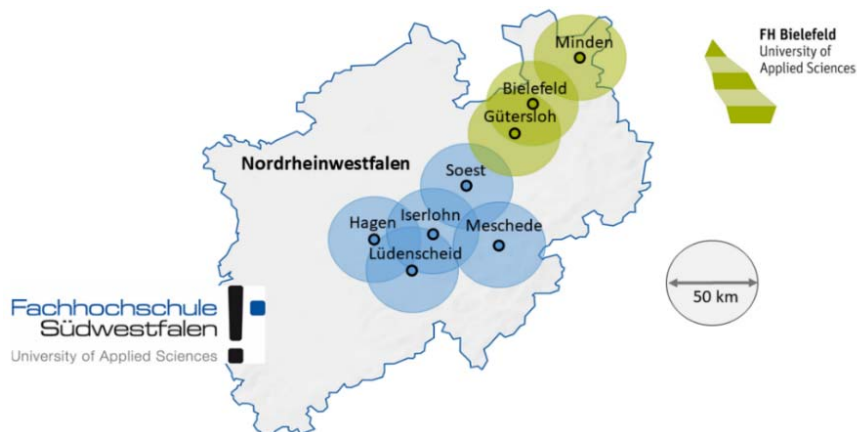 Minden
FH Bielefeld
University of
Applied Sciences
Bielefeld
Gütersloh
Nordrheinwestfalen
Soest
Hagen
Iserlohn
Meschede
Lüdenscheid
50 km
Fachhochschule
Südwestfalen
University of Applied Sciences